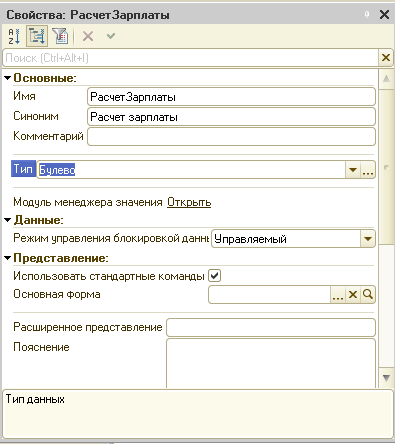 Свойства: РасчетЗарплаты
Поиск (Ctrl+Alt+I)
Основные:
Имя РасчетЗарплаты
Синоним Расчет зарплаты
Комментарий
Тип Булево
Модуль менеджера значения Открыть
Данные:
Режим управления блокировкой данны Управляемый
Представление:
Использовать стандартные команды
Основная форма
Расширенное представление
Пояснение
Тип данных